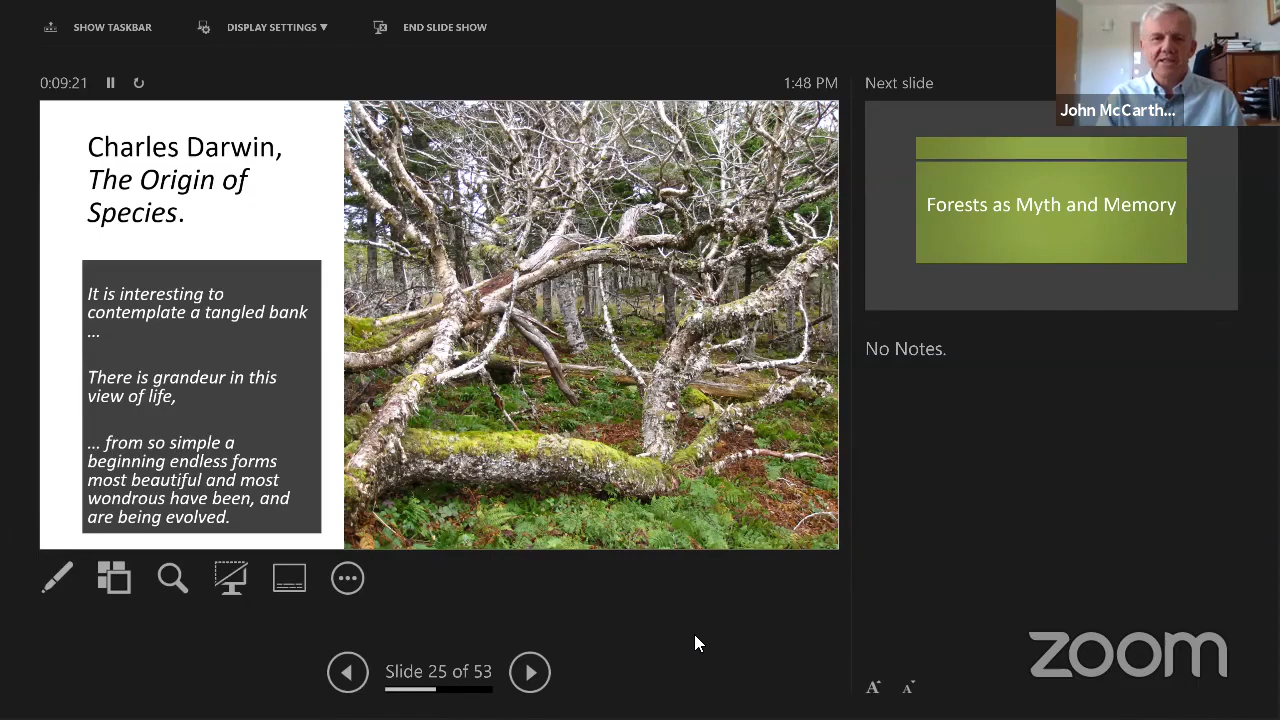 SHOW TASKBAR
DISPLAY SETTINGS ▼
END SLIDE SHOW
0:09:21
1:48 PM
Next slide
John McCarth...
Charles Darwin,
The Origin of
Species.
It is interesting to
contemplate a tangled bank
...
There is grandeur in this
view of life,
... from so simple a
beginning endless forms
most beautiful and most
wondrous have been, and
are being evolved.
Forests as Myth and Memory
No Notes.
Slide 25 of 53
A A
zoom